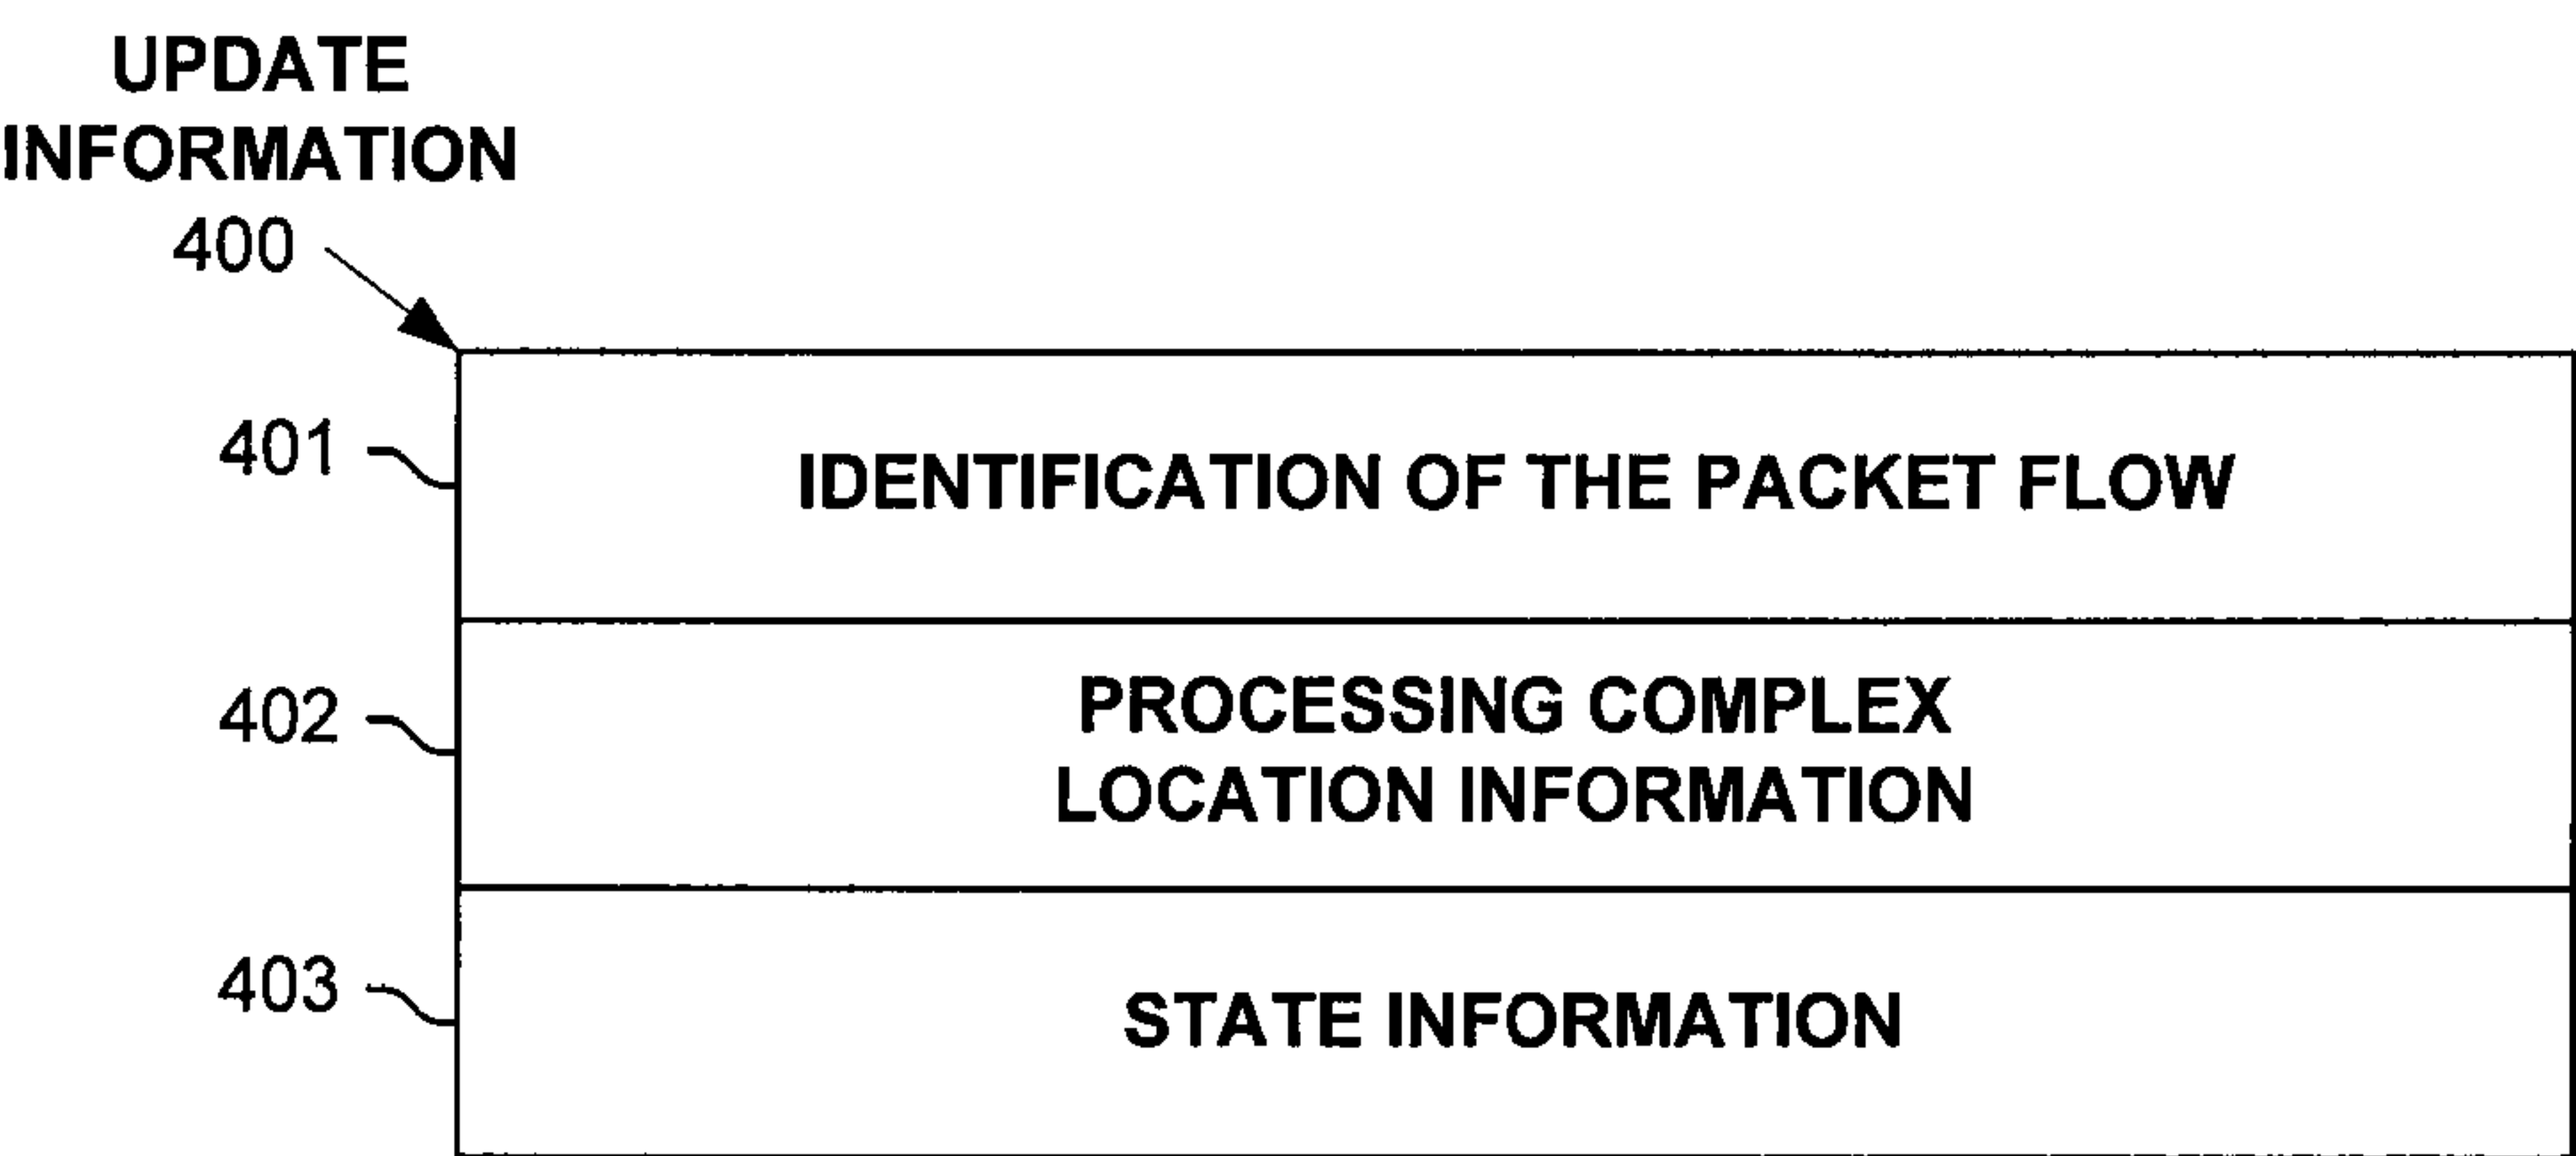 UPDATE
INFORMATION
400
401
IDENTIFICATION OF THE PACKET FLOW
402
PROCESSING COMPLEX
LOCATION INFORMATION
403
STATE INFORMATION